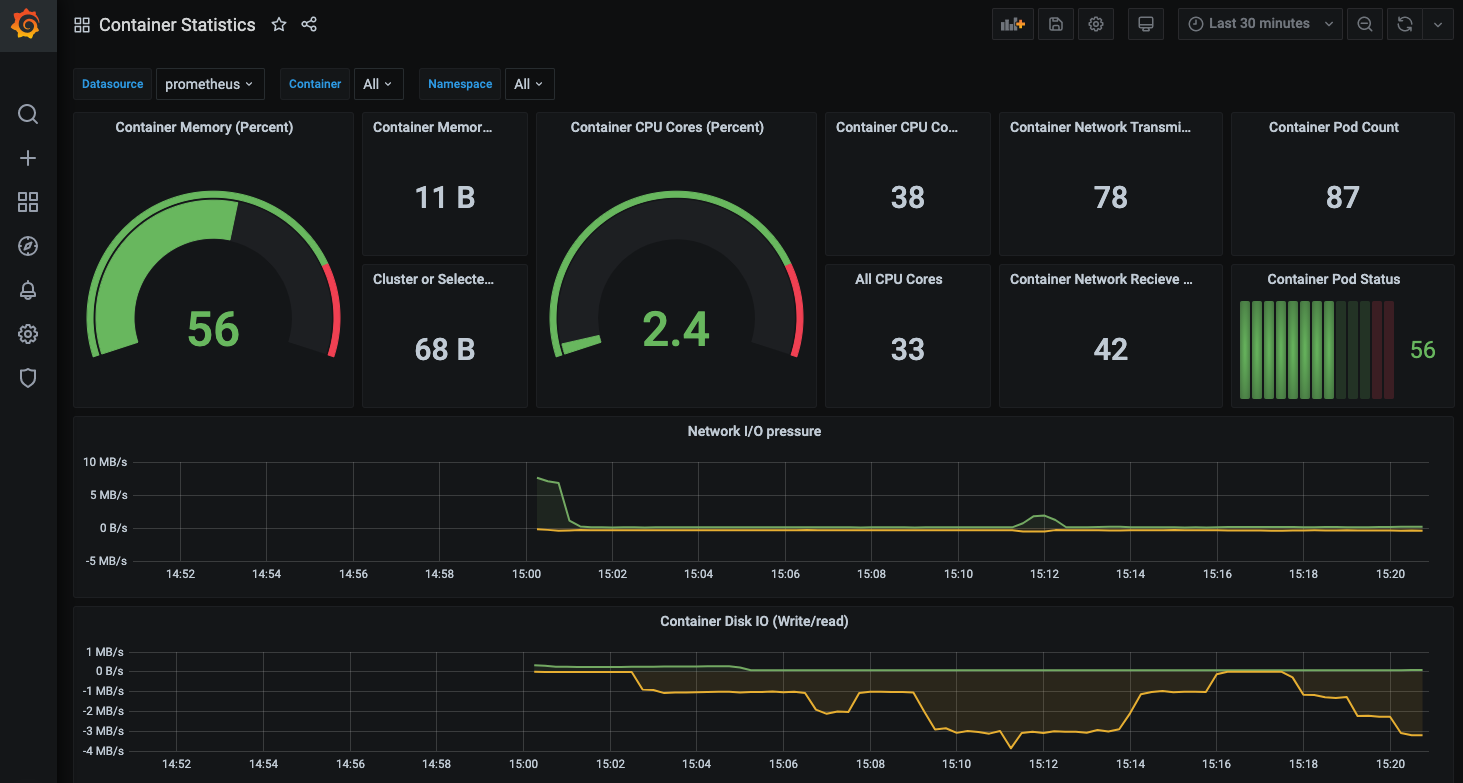 Container Statistics
Last 30 minutes
Datasource prometheus Container All Namespace All
Container Memory (Percent)
56
Container Memor...
11 B
Cluster or Selecte...
68 B
Container CPU Cores (Percent)
2.4
Container CPU Co...
38
All CPU Cores
33
Container Network Transmi...
78
Container Network Recieve ...
42
Container Pod Count
87
Container Pod Status
56
Network I/O pressure
10 MB/s
5 MB/s
0 B/s
-5 MB/s
14:52 14:54 14:56 14:58 15:00 15:02 15:04 15:06 15:08 15:10 15:12 15:14 15:16 15:18 15:20
Container Disk IO (Write/read)
1 MB/s
0 B/s
-1 MB/s
-2 MB/s
-3 MB/s
-4 MB/s
14:52 14:54 14:56 14:58 15:00 15:02 15:04 15:06 15:08 15:10 15:12 15:14 15:16 15:18 15:20